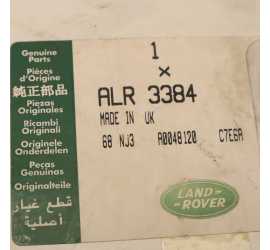 Genuine
Parts
Pièces
d'Origine
純正部品
Piezas
Originales
Ricambi
Originali
Originele
Onderdelen
Peças
Genuinas
Originalteile
قطع غيار
أصلية
1
×
ALR 3384
MADE IN UK
68 NJ3 A0048120 C7E6A
LAND-
ROVER